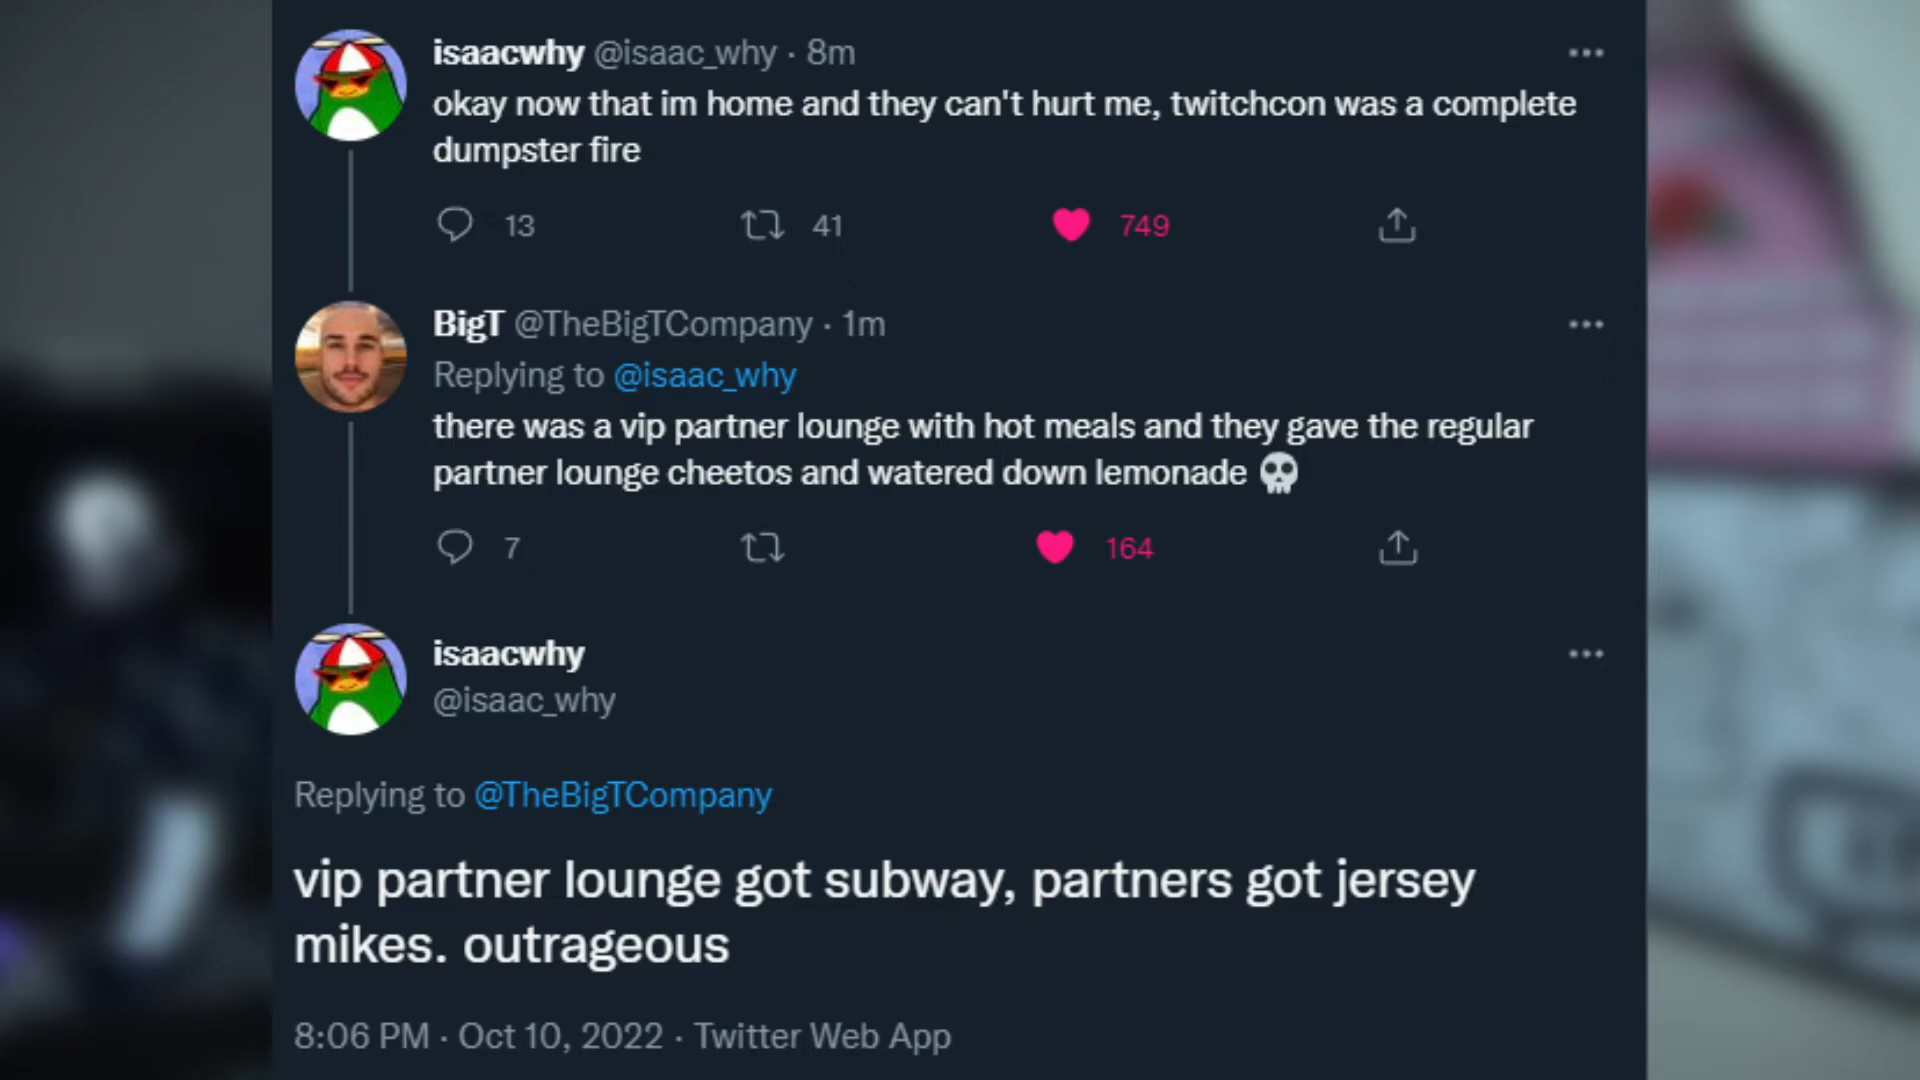 isaacwhy @isaac_why · 8m
okay now that im home and they can't hurt me, twitchcon was a complete
dumpster fire
13 41 749
BigT @TheBigTCompany · 1m
Replying to @isaac_why
there was a vip partner lounge with hot meals and they gave the regular
partner lounge cheetos and watered down lemonade 💀
7 164
isaacwhy
@isaac_why
Replying to @TheBigTCompany
vip partner lounge got subway, partners got jersey
mikes. outrageous
8:06 PM · Oct 10, 2022 · Twitter Web App